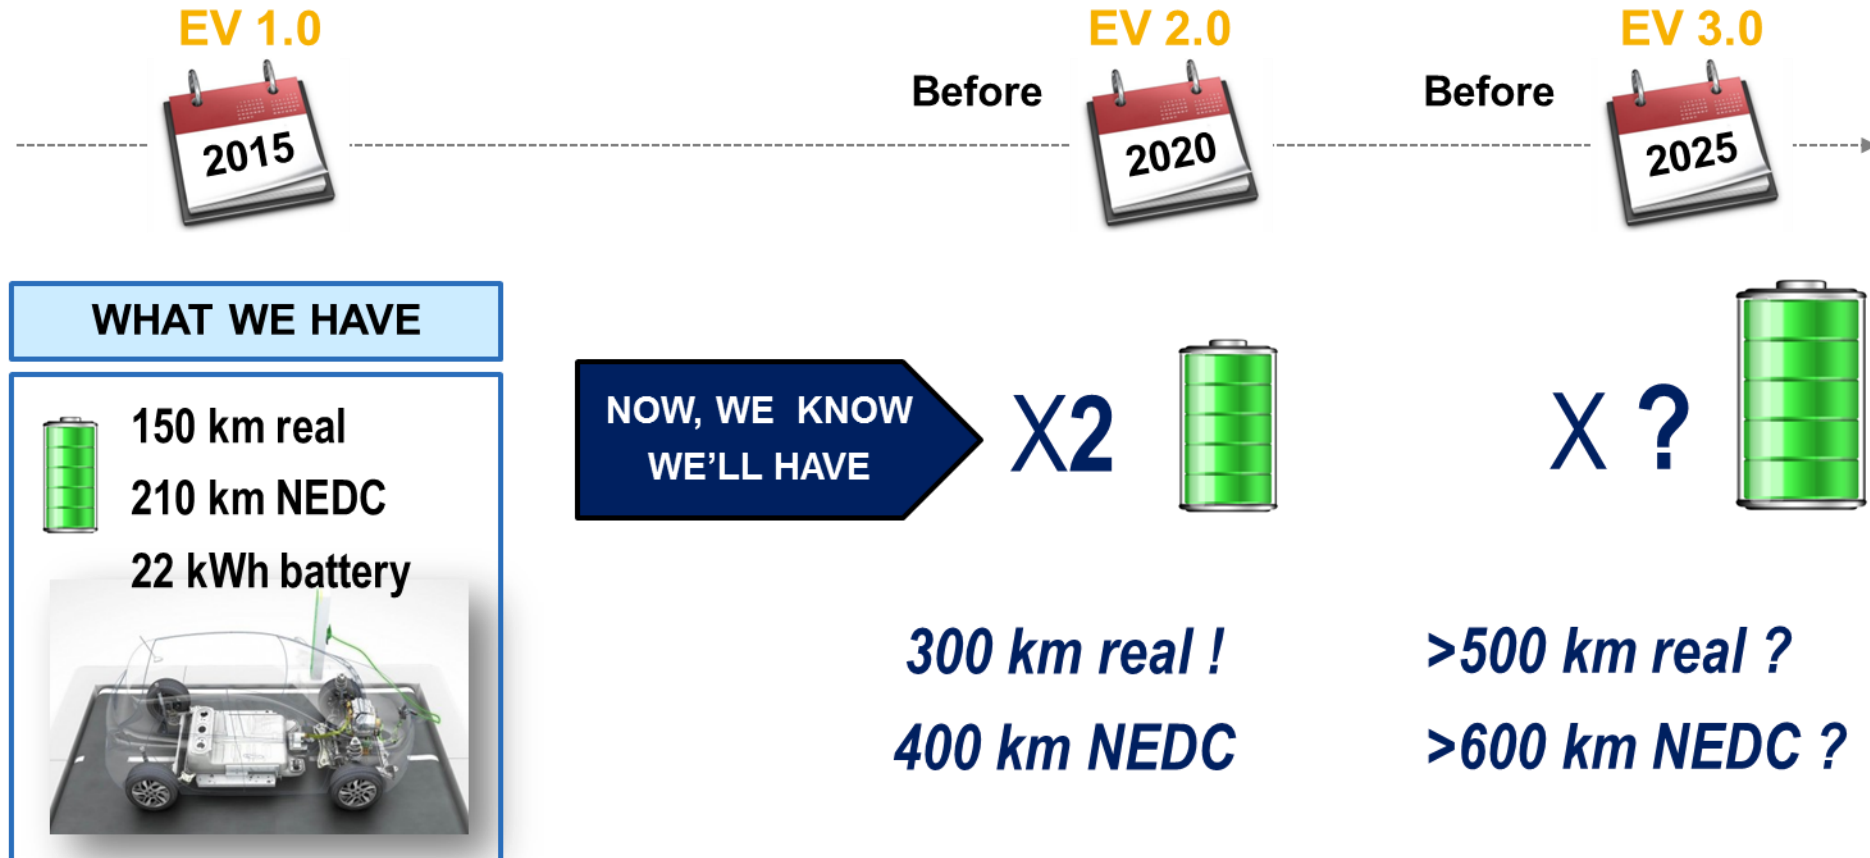 EV 1.0
EV 2.0
EV 3.0
Before
Before
2015
2020
2025
WHAT WE HAVE
150 km real
210 km NEDC
22 kWh battery
NOW, WE KNOW
WE'LL HAVE
X2
X ?
300 km real !
400 km NEDC
>500 km real ?
>600 km NEDC ?